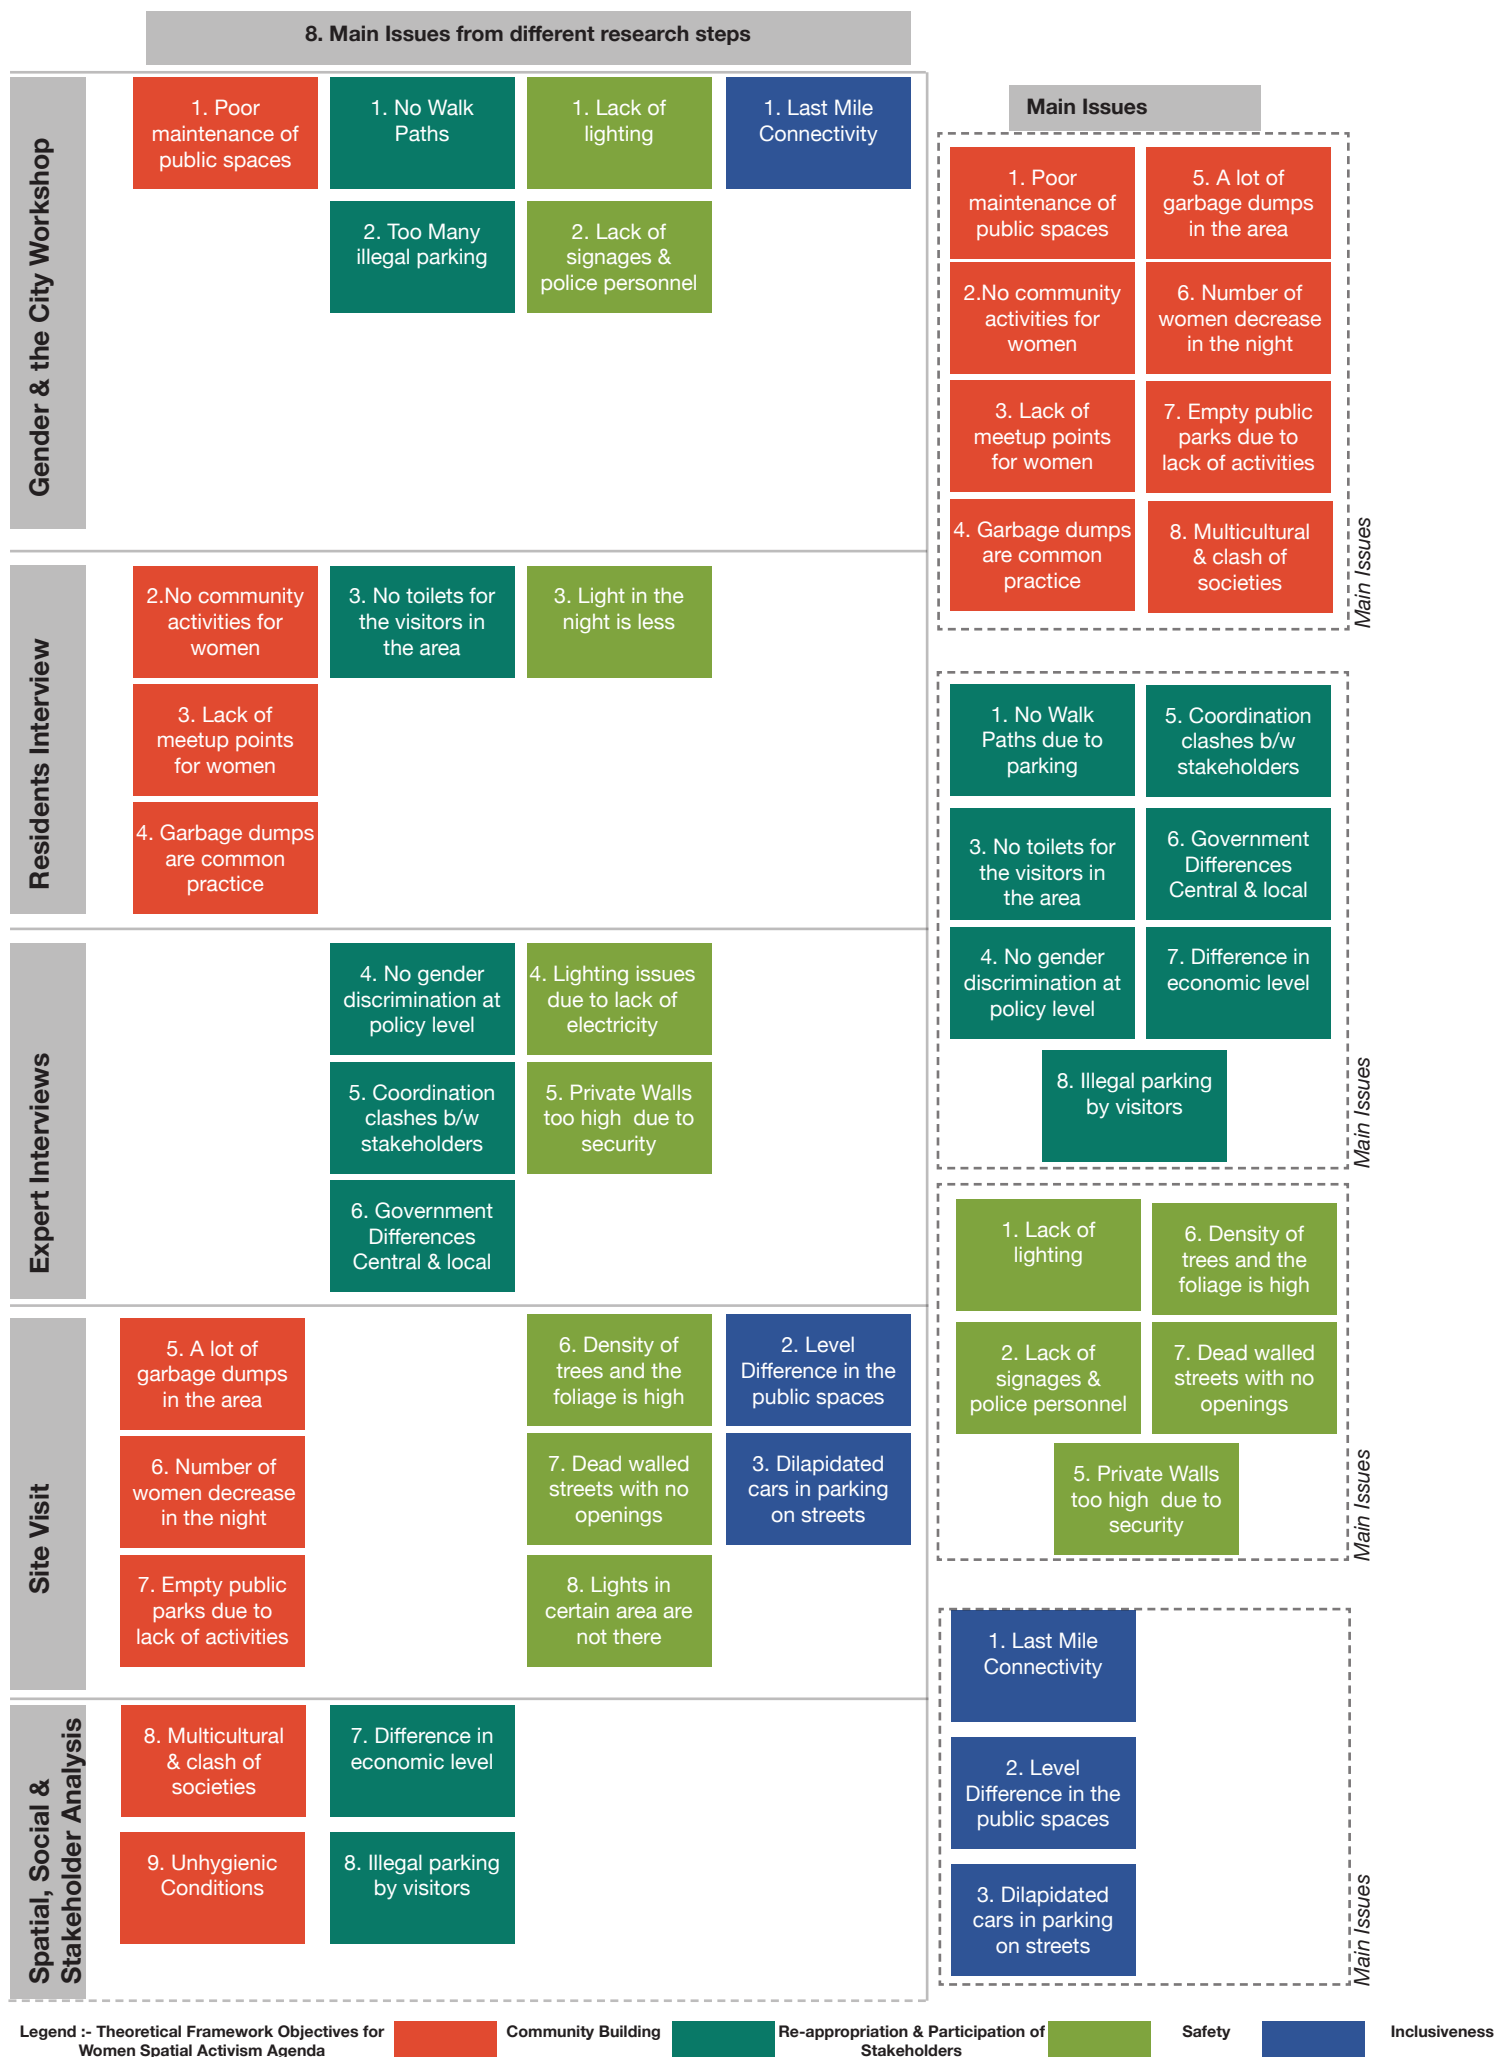 8. Main Issues from different research steps
Gender & the City Workshop
1. Poor
maintenance of
public spaces
1. No Walk
Paths
1. Lack of
lighting
1. Last Mile
Connectivity
2. Too Many
illegal parking
2. Lack of
signages &
police personnel
Residents Interview
2.No community
activities for
women
3. No toilets for
the visitors in
the area
3. Light in the
night is less
3. Lack of
meetup points
for women
4. Garbage dumps
are common
practice
Expert Interviews
4. No gender
discrimination at
policy level
4. Lighting issues
due to lack of
electricity
5. Coordination
clashes b/w
stakeholders
5. Private Walls
too high due to
security
6. Government
Differences
Central & local
Site Visit
5. A lot of
garbage dumps
in the area
6. Density of
trees and the
foliage is high
2. Level
Difference in the
public spaces
6. Number of
women decrease
in the night
7. Dead walled
streets with no
openings
3. Dilapidated
cars in parking
on streets
7. Empty public
parks due to
lack of activities
8. Lights in
certain area are
not there
Spatial, Social &
Stakeholder Analysis
8. Multicultural
& clash of
societies
7. Difference in
economic level
9. Unhygienic
Conditions
8. Illegal parking
by visitors
Main Issues
1. Poor
maintenance of
public spaces
5. A lot of
garbage dumps
in the area
2.No community
activities for
women
6. Number of
women decrease
in the night
3. Lack of
meetup points
for women
7. Empty public
parks due to
lack of activities
4. Garbage dumps
are common
practice
8. Multicultural
& clash of
societies
Main Issues
1. No Walk
Paths due to
parking
5. Coordination
clashes b/w
stakeholders
3. No toilets for
the visitors in
the area
6. Government
Differences
Central & local
4. No gender
discrimination at
policy level
7. Difference in
economic level
8. Illegal parking
by visitors
Main Issues
1. Lack of
lighting
6. Density of
trees and the
foliage is high
2. Lack of
signages &
police personnel
7. Dead walled
streets with no
openings
5. Private Walls
too high due to
security
Main Issues
1. Last Mile
Connectivity
2. Level
Difference in the
public spaces
3. Dilapidated
cars in parking
on streets
Main Issues
Legend :- Theoretical Framework Objectives for
Women Spatial Activism Agenda
Community Building
Re-appropriation & Participation of
Stakeholders
Safety
Inclusiveness